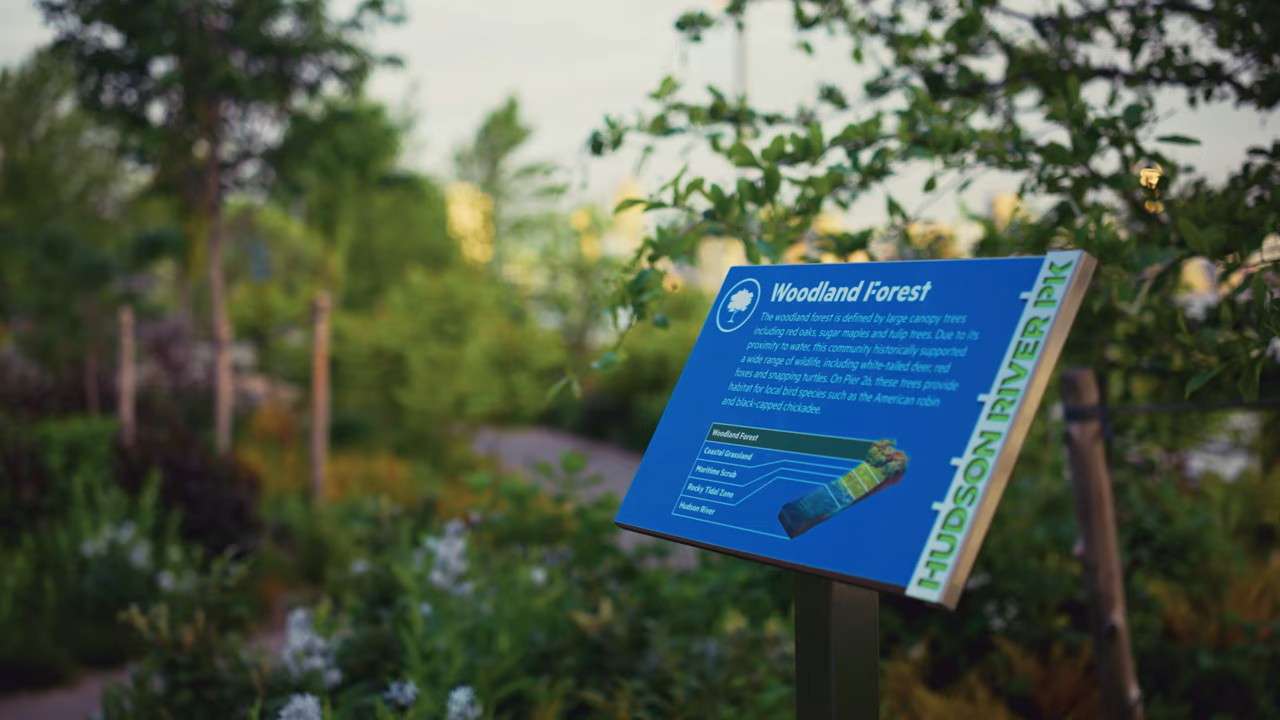 Woodland Forest
The woodland forest is defined by large canopy trees
including red oaks, sugar maples and tulip trees. Due to its
proximity to water, this community historically supported
a wide range of wildlife, including white-tailed deer, red
foxes and snapping turtles. On Pier 26, these trees provide
habitat for local bird species such as the American robin
and black-capped chickadee.
Woodland Forest
Coastal Grassland
Maritime Scrub
Rocky Tidal Zone
Hudson River
HUDSON RIVER PK